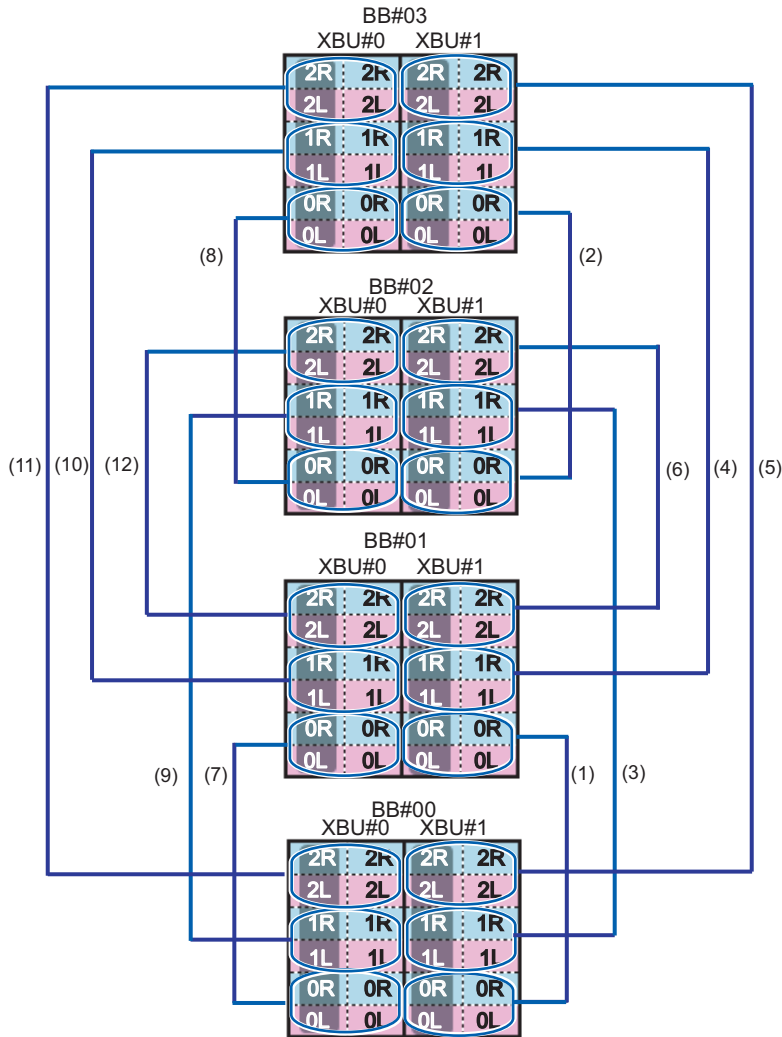 BB#03
XBU#0 XBU#1
2R 2R 2R 2R
2L 2L 2L 2L
1R 1R 1R 1R
1L 1L 1L 1L
0R 0R 0R 0R
0L 0L 0L 0L
(8) (2)
BB#02
XBU#0 XBU#1
2R 2R 2R 2R
2L 2L 2L 2L
1R 1R 1R 1R
1L 1L 1L 1L
(11) (10) (12) (6) (4) (5)
0R 0R 0R 0R
0L 0L 0L 0L
BB#01
XBU#0 XBU#1
2R 2R 2R 2R
2L 2L 2L 2L
1R 1R 1R 1R
1L 1L 1L 1L
0R 0R 0R 0R
0L 0L 0L 0L
(9) (7) (1) (3)
BB#00
XBU#0 XBU#1
2R 2R 2R 2R
2L 2L 2L 2L
1R 1R 1R 1R
1L 1L 1L 1L
0R 0R 0R 0R
0L 0L 0L 0L